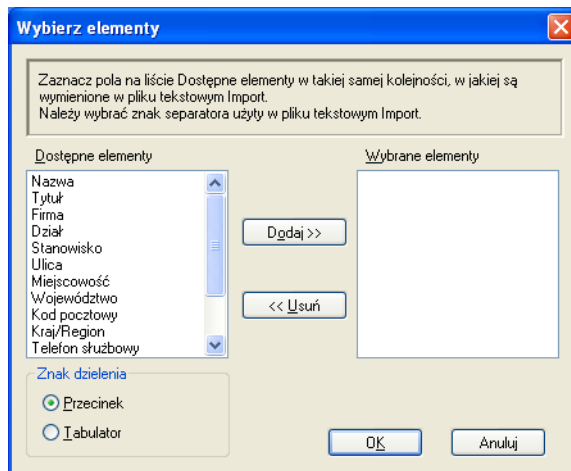 Wybierz elementy
Zaznacz pola na liście Dostępne elementy w takiej samej kolejności, w jakiej są
wymienione w pliku tekstowym Import.
Należy wybrać znak separatora użyty w pliku tekstowym Import.
Dostępne elementy
Wybrane elementy
Nazwa
Tytuł
Firma
Dział
Stanowisko
Ulica
Miejscowość
Województwo
Kod pocztowy
Kraj/Region
Telefon służbowy
Dodaj >>
<< Usuń
Znak dzielenia
Przecinek
Tabulator
OK
Anuluj